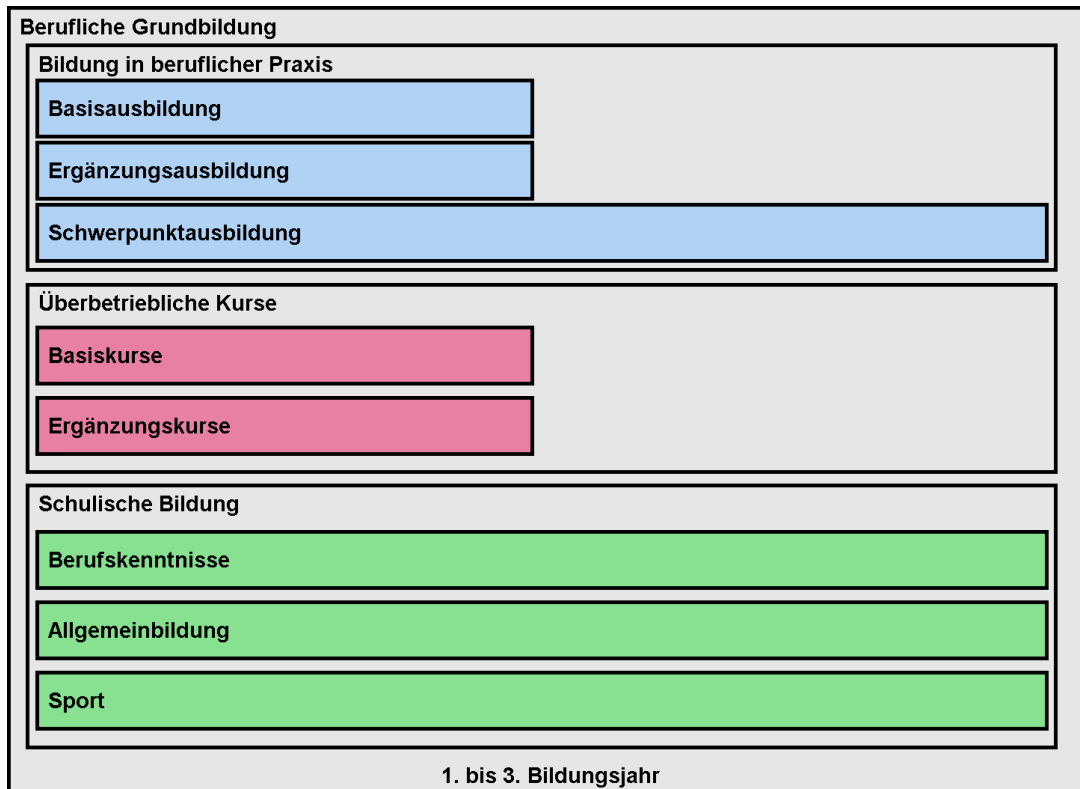 Berufliche Grundbildung
Bildung in beruflicher Praxis
Basisausbildung
Ergänzungsausbildung
Schwerpunktausbildung
Überbetriebliche Kurse
Basiskurse
Ergänzungskurse
Schulische Bildung
Berufskenntnisse
Allgemeinbildung
Sport
1. bis 3. Bildungsjahr